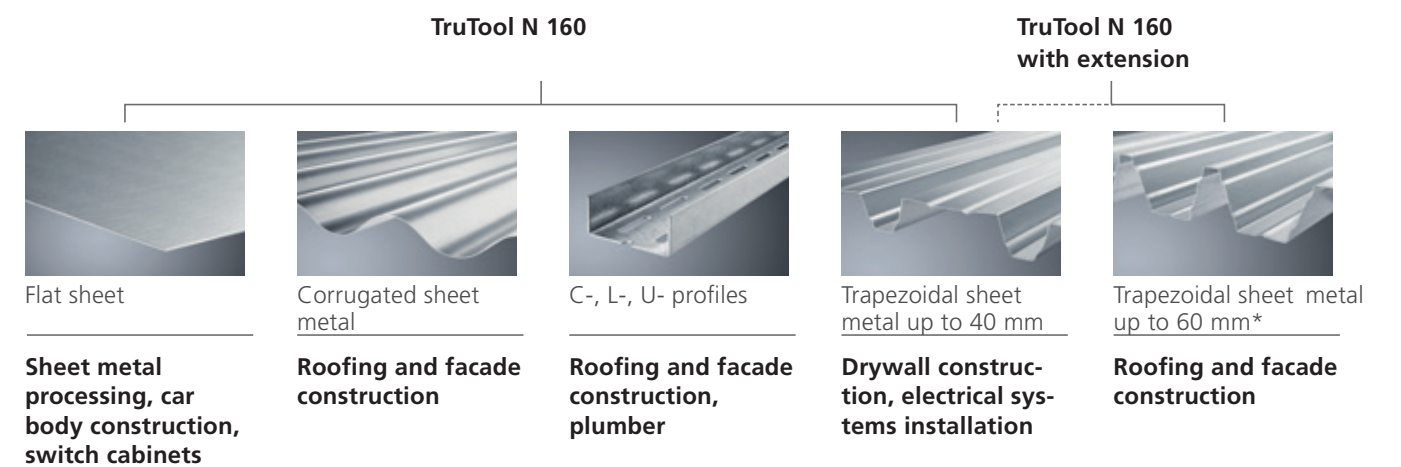 TruTool N 160
TruTool N 160
with extension
Flat sheet
Corrugated sheet
metal
C-, L-, U- profiles
Trapezoidal sheet
metal up to 40 mm
Trapezoidal sheet metal
up to 60 mm*
Sheet metal
processing, car
body construction,
switch cabinets
Roofing and facade
construction
Roofing and facade
construction,
plumber
Drywall construc-
tion, electrical sys-
tems installation
Roofing and facade
construction